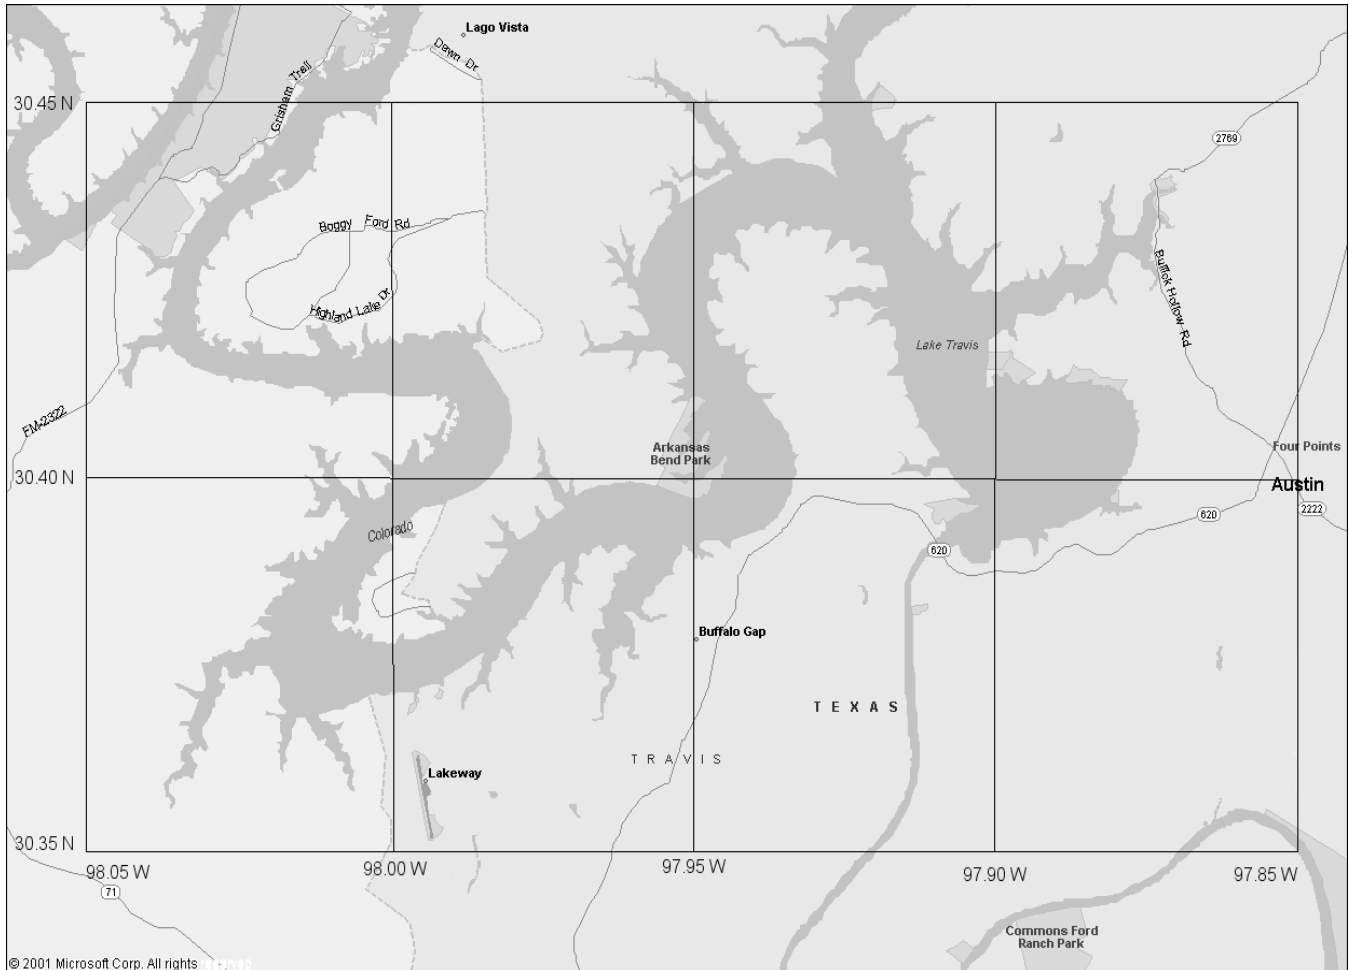 Lago Vista
Dawn Dr
Grisham Trail
30.45 N
2769
Boggy Ford Rd
Highland Lake Dr
Bullick Hollow Rd
Lake Travis
FM-2322
Arkansas
Bend Park
Four Points
30.40 N
Austin
2222
620
Colorado
620
Buffalo Gap
TEXAS
TRAVIS
Lakeway
30.35 N
98.05 W
98.00 W
97.95 W
97.90 W
97.85 W
71
Commons Ford
Ranch Park
© 2001 Microsoft Corp. All rights reserved.